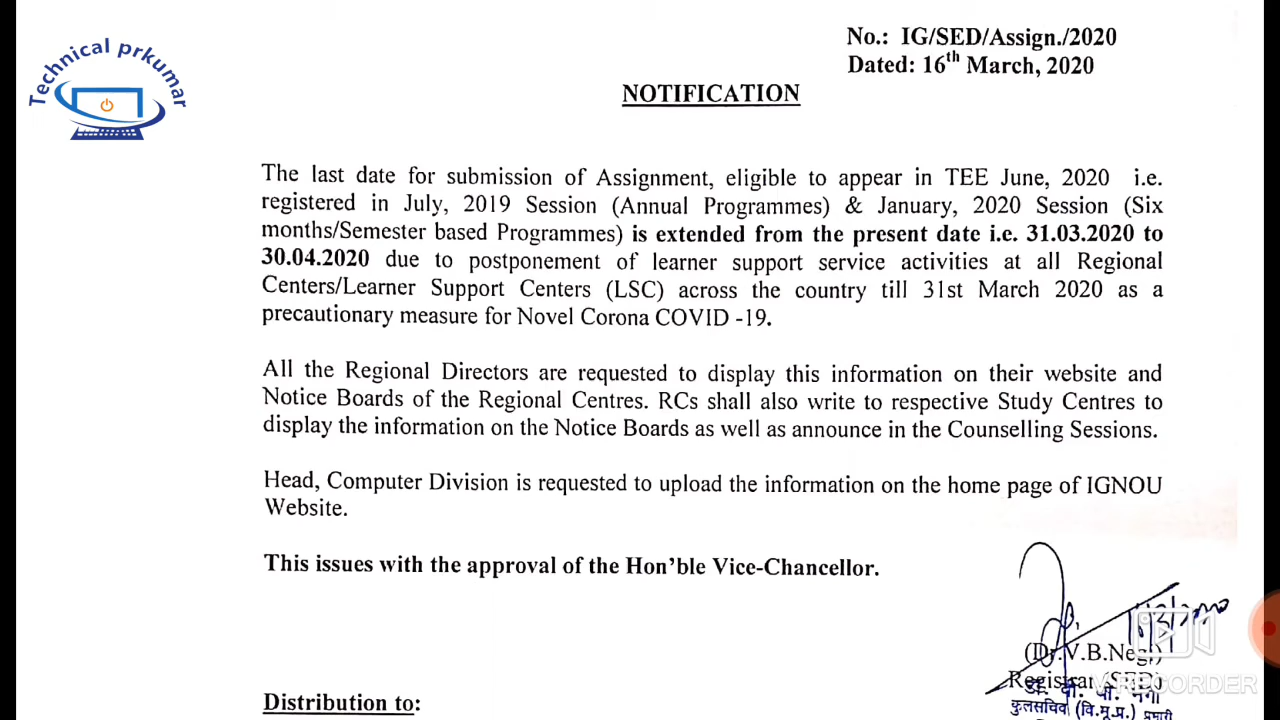 Technical prkumar
No.: IG/SED/Assign./2020
Dated: 16th March, 2020
NOTIFICATION
The last date for submission of Assignment, eligible to appear in TEE June, 2020 i.e.
registered in July, 2019 Session (Annual Programmes) & January, 2020 Session (Six
months/Semester based Programmes) is extended from the present date i.e. 31.03.2020 to
30.04.2020 due to postponement of learner support service activities at all Regional
Centers/Learner Support Centers (LSC) across the country till 31st March 2020 as a
precautionary measure for Novel Corona COVID -19.
All the Regional Directors are requested to display this information on their website and
Notice Boards of the Regional Centres. RCs shall also write to respective Study Centres to
display the information on the Notice Boards as well as announce in the Counselling Sessions.
Head, Computer Division is requested to upload the information on the home page of IGNOU
Website.
This issues with the approval of the Hon'ble Vice-Chancellor.
(Dr.V.B.Negi)
Registrar (SED)
V RECORDER
डॉ. वी. बी. नेगी
कुलसचिव (वि.मू.प्र.) प्रभारी
Distribution to: